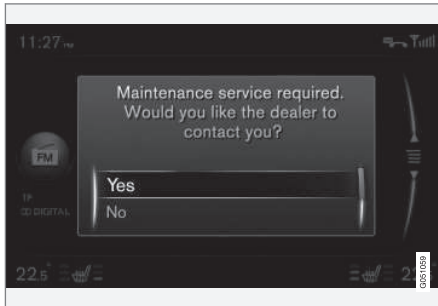 11:27 PM
Maintenance service required.
Would you like the dealer to
contact you?
FM
Yes
TP
DIGITAL
No
22.5
G051059